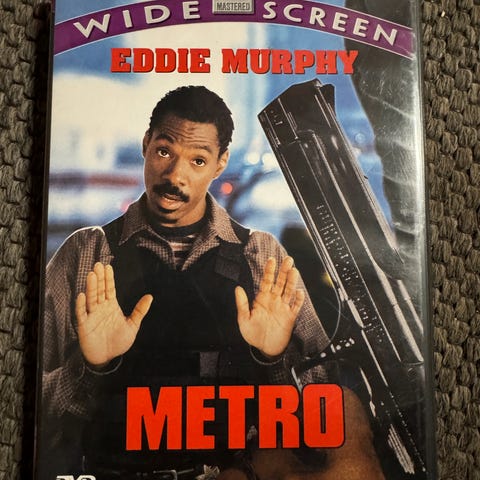 WIDE MASTERED SCREEN
EDDIE MURPHY
METRO